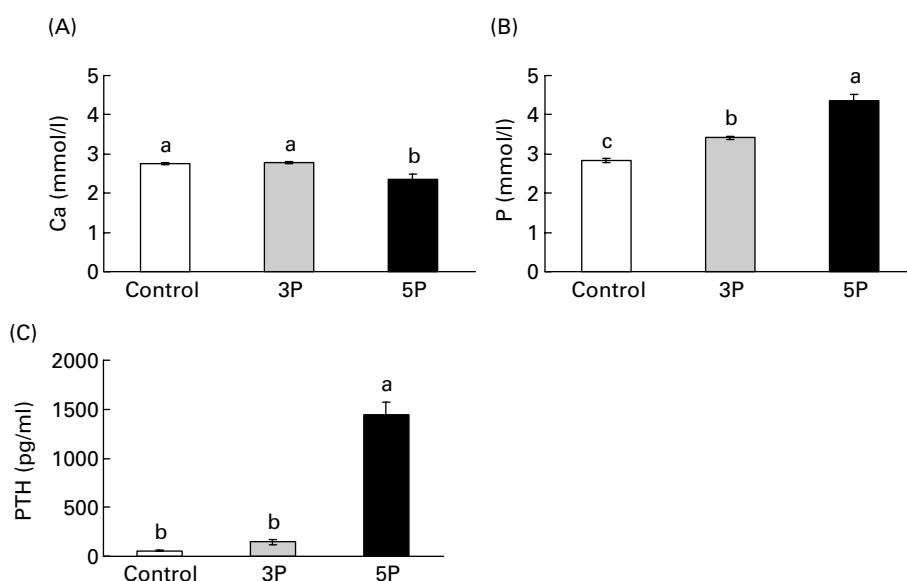 (A)
Ca (mmol/l)
5
4
3
2
1
0
a
a
b
Control 3P 5P
(B)
P (mmol/l)
5
4
3
2
1
0
c
b
a
Control 3P 5P
(C)
PTH (pg/ml)
2000
1500
1000
500
0
b
b
a
Control 3P 5P